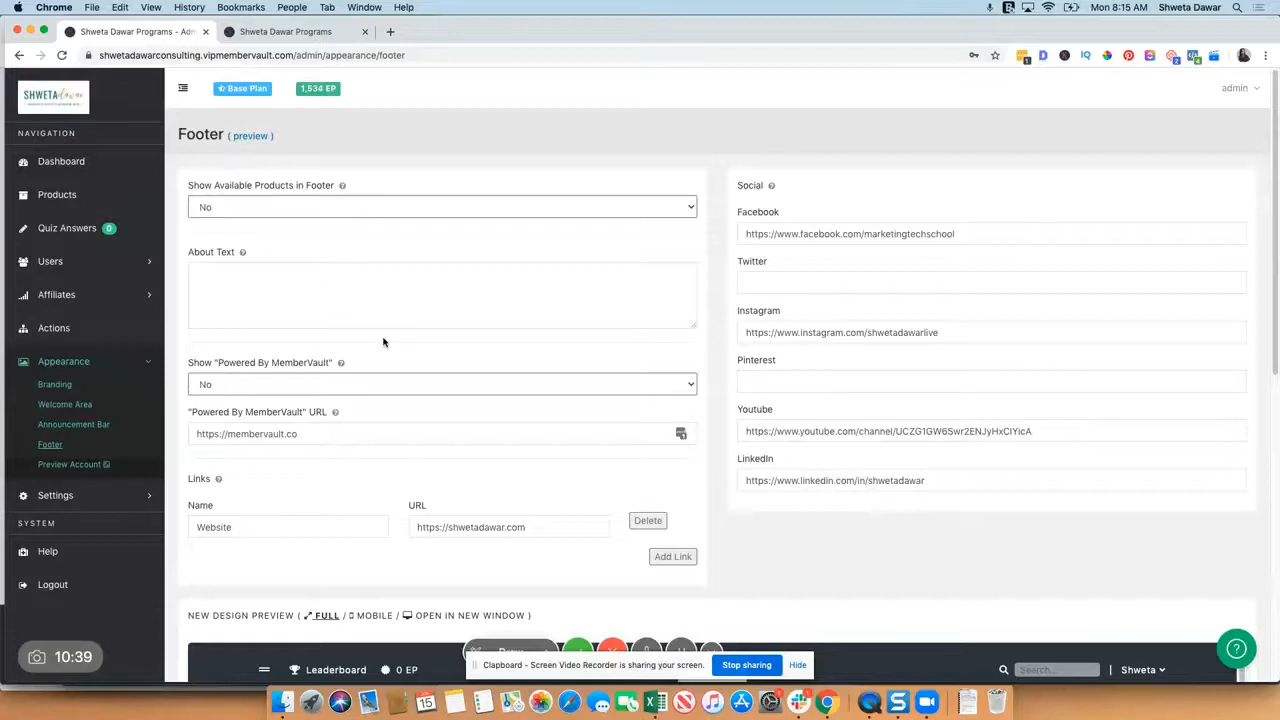 Chrome File Edit View History Bookmarks People Tab Window Help Mon 8:15 AM Shweta Dawar
Shweta Dawar Programs - Adm × Shweta Dawar Programs × +
shwetadawarconsulting.vipmembervault.com/admin/appearance/footer
SHWETA dawar
Base Plan 1,534 EP admin
NAVIGATION
Footer ( preview )
Dashboard
Products
Quiz Answers 0
Users
Affiliates
Actions
Appearance
Branding
Welcome Area
Announcement Bar
Footer
Preview Account
Settings
SYSTEM
Help
Logout
10:39
Show Available Products in Footer
No
About Text
Show "Powered By MemberVault"
No
"Powered By MemberVault" URL
https://membervault.co
Links
Name URL
Website https://shwetadawar.com Delete
Add Link
Social
Facebook
https://www.facebook.com/marketingtechschool
Twitter
Instagram
https://www.instagram.com/shwetadawarlive
Pinterest
Youtube
https://www.youtube.com/channel/UCZG1GW6Swr2ENJyHxClYicA
LinkedIn
https://www.linkedin.com/in/shwetadawar
NEW DESIGN PREVIEW ( FULL / MOBILE / OPEN IN NEW WINDOW )
Leaderboard 0 EP Search... | Shweta
Clapboard - Screen Video Recorder is sharing your screen. Stop sharing Hide
15